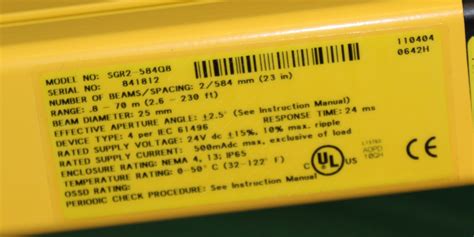 MODEL NO: SGR2-584Q8
SERIAL NO: 841812
NUMBER OF BEAMS/SPACING: 2/584 mm (23 in)
RANGE: .8 - 70 m (2.6 - 230 ft)
BEAM DIAMETER: 25 mm
EFFECTIVE APERTURE ANGLE: ±2.5° (See Instruction Manual)
DEVICE TYPE: 4 per IEC 61496 RESPONSE TIME: 24 ms
RATED SUPPLY VOLTAGE: 24V dc ±15%, 10% max. ripple
RATED SUPPLY CURRENT: 500mAdc max, exclusive of load
ENCLOSURE RATING: NEMA 4, 13; IP65
TEMPERATURE RATING: 0-50° C (32-122° F)
OSSD RATING:
PERIODIC CHECK PROCEDURE: See Instruction Manual
110404
0642H
C UL US
LISTED